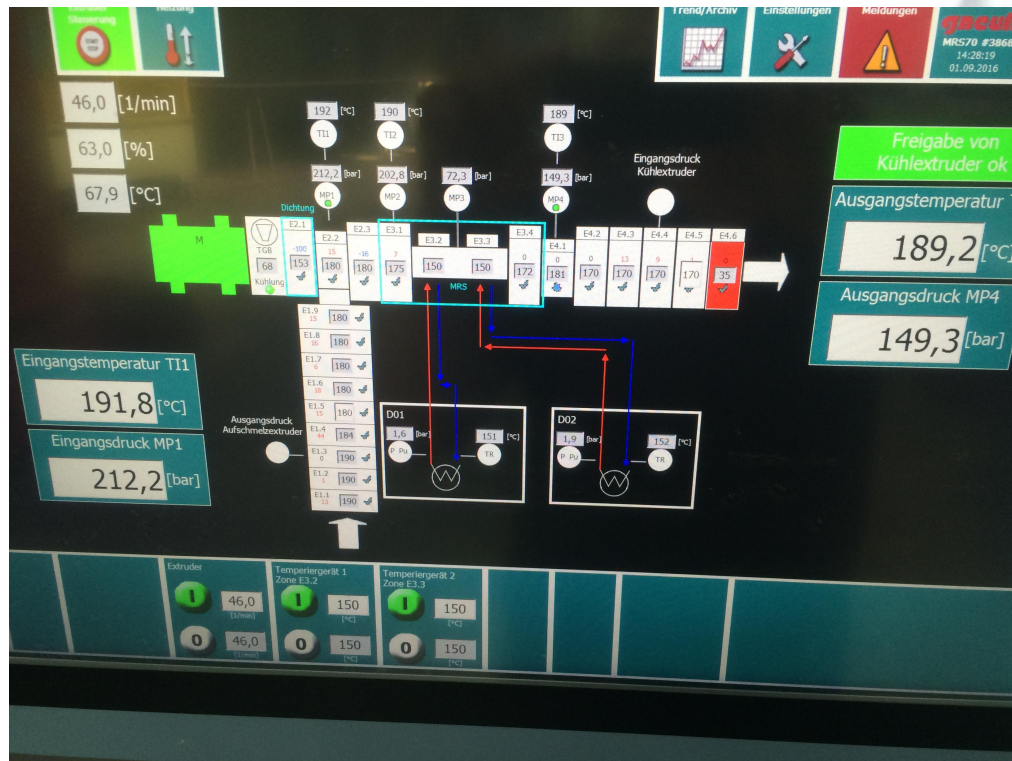 Extruder
Steuerung
START
STOP
Heizung
Trend/Archiv
Einstellungen
Meldungen
gneuß
MRS70 #3868
14:28:19
01.09.2016
46,0 [1/min]
63,0 [%]
67,9 [°C]
192 [°C]
190 [°C]
189 [°C]
TI1
TI2
TI3
212,2 [bar]
202,8 [bar]
72,3 [bar]
149,3 [bar]
MP1
MP2
MP3
MP4
Eingangsdruck
Kühlextruder
Freigabe von
Kühlextruder ok
Ausgangstemperatur
189,2 [°C]
Ausgangsdruck MP4
149,3 [bar]
Dichtung
M
TGB
68
Kühlung
E2.1
-100
153
E2.2
15
180
E2.3
-16
180
E3.1
7
175
E3.2
150
E3.3
150
MRS
E3.4
0
172
E4.1
0
181
E4.2
0
170
E4.3
13
170
E4.4
9
170
E4.5
170
E4.6
0
35
E1.9
15 180
E1.8
16 180
E1.7
6 180
E1.6
18 180
E1.5
15 180
E1.4
44 184
E1.3
0 190
E1.2
1 190
E1.1
13 190
Eingangstemperatur TI1
191,8 [°C]
Eingangsdruck MP1
212,2 [bar]
Ausgangsdruck
Aufschmelzextruder
D01
1,6 [bar]
151 [°C]
P Pu
TR
D02
1,9 [bar]
152 [°C]
P Pu
TR
Extruder
I 46,0
[1/min]
0 46,0
[1/min]
Temperiergerät 1
Zone E3.2
I 150
[°C]
0 150
[°C]
Temperiergerät 2
Zone E3.3
I 150
[°C]
0 150
[°C]